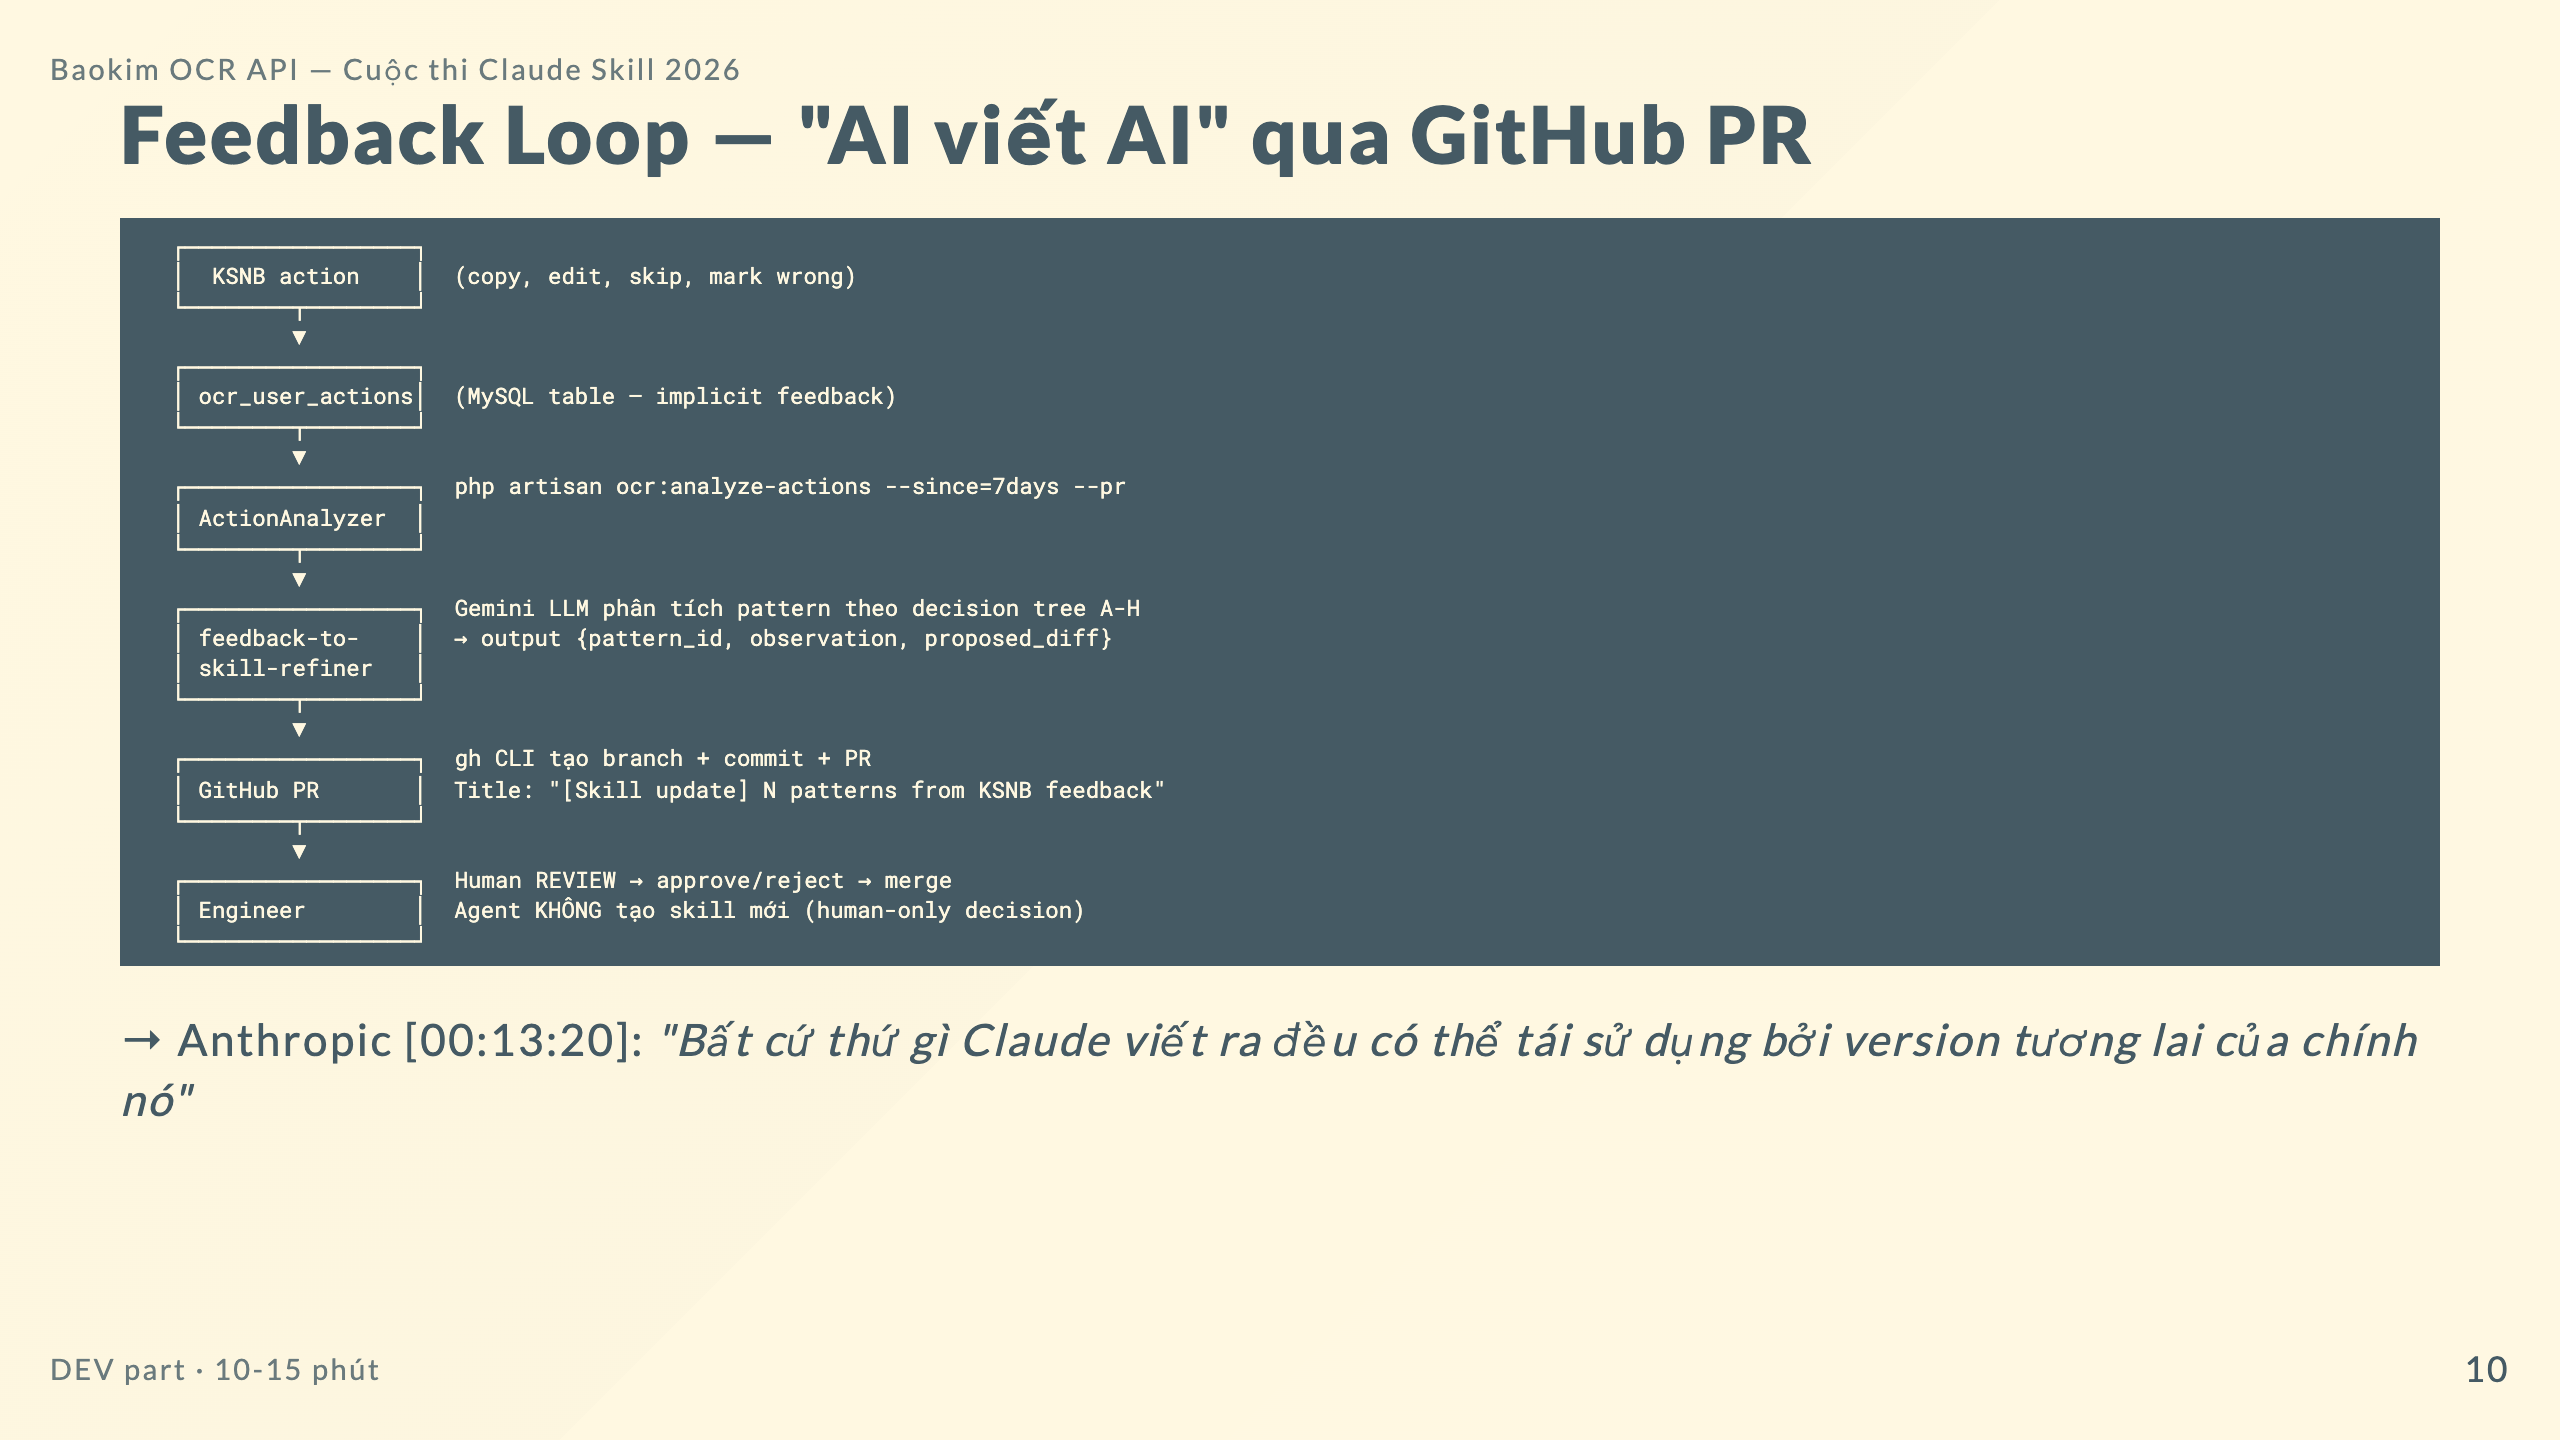 Baokim OCR API — Cuộc thi Claude Skill 2026
Feedback Loop — "AI viết AI" qua GitHub PR
KSNB action (copy, edit, skip, mark wrong)
ocr_user_actions (MySQL table — implicit feedback)
php artisan ocr:analyze-actions --since=7days --pr
ActionAnalyzer
Gemini LLM phân tích pattern theo decision tree A-H
feedback-to- → output {pattern_id, observation, proposed_diff}
skill-refiner
gh CLI tạo branch + commit + PR
GitHub PR Title: "[Skill update] N patterns from KSNB feedback"
Human REVIEW → approve/reject → merge
Engineer Agent KHÔNG tạo skill mới (human-only decision)
→ Anthropic [00:13:20]: "Bất cứ thứ gì Claude viết ra đều có thể tái sử dụng bởi version tương lai của chính
nó"
DEV part · 10-15 phút
10